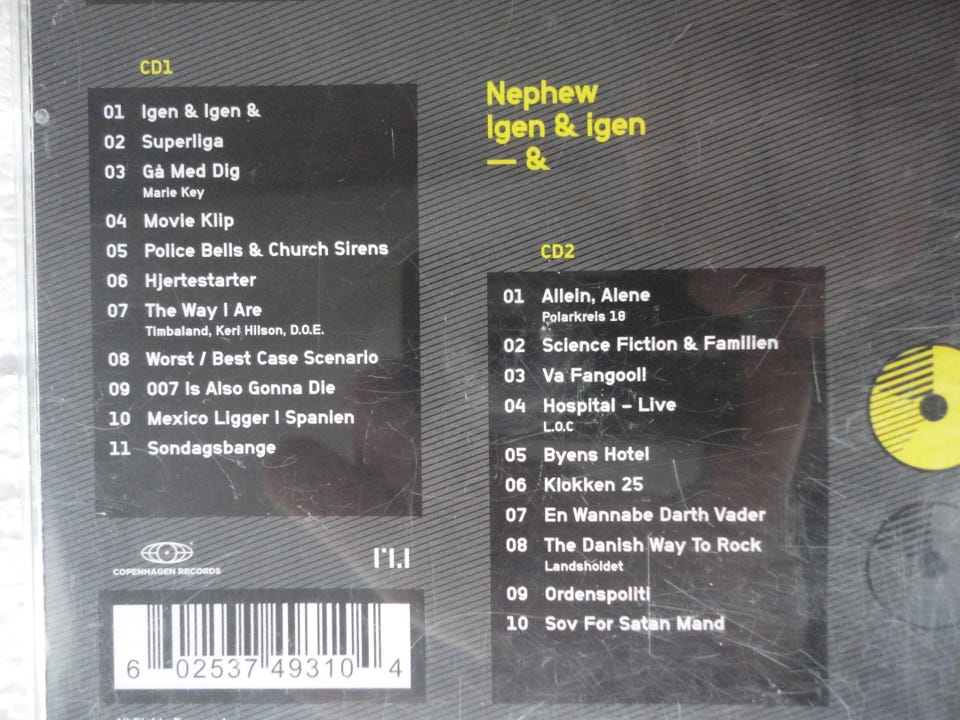 CD1
01 Igen & Igen &
02 Superliga
03 Gå Med Dig
Marie Key
04 Movie Klip
05 Police Bells & Church Sirens
06 Hjertestarter
07 The Way I Are
Timbaland, Keri Hilson, D.O.E.
08 Worst / Best Case Scenario
09 007 Is Also Gonna Die
10 Mexico Ligger I Spanien
11 Sondagsbange
Nephew
Igen & igen
— &
CD2
01 Allein, Alene
Polarkreis 18
02 Science Fiction & Familien
03 Va Fangool!
04 Hospital – Live
L.O.C
05 Byens Hotel
06 Klokken 25
07 En Wannabe Darth Vader
08 The Danish Way To Rock
Landsholdet
09 Ordenspoliti
10 Sov For Satan Mand
COPENHAGEN RECORDS
6 02537 49310 4